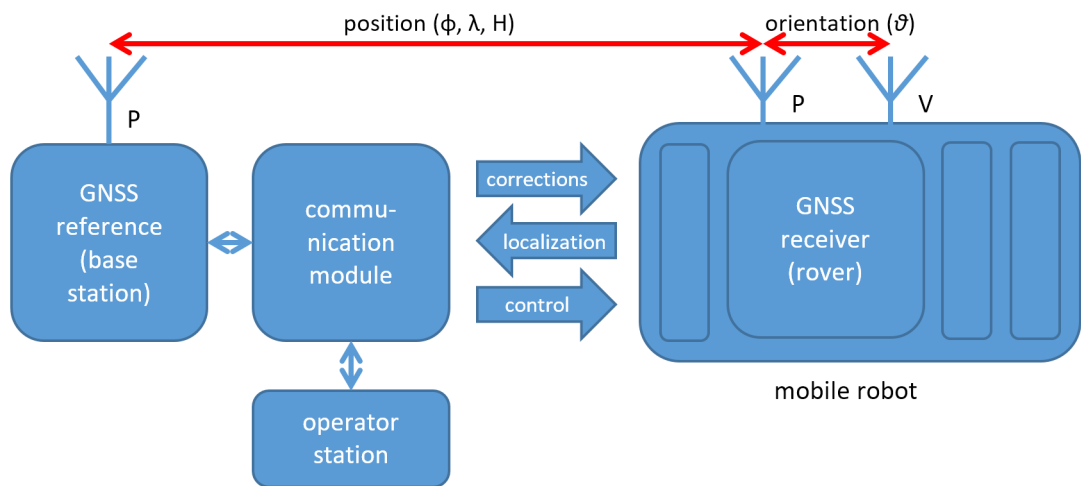 position (ϕ, λ, H)
orientation (𝜗)
P
P
V
GNSS
reference
(base
station)
commu-
nication
module
corrections
localization
control
GNSS
receiver
(rover)
mobile robot
operator
station